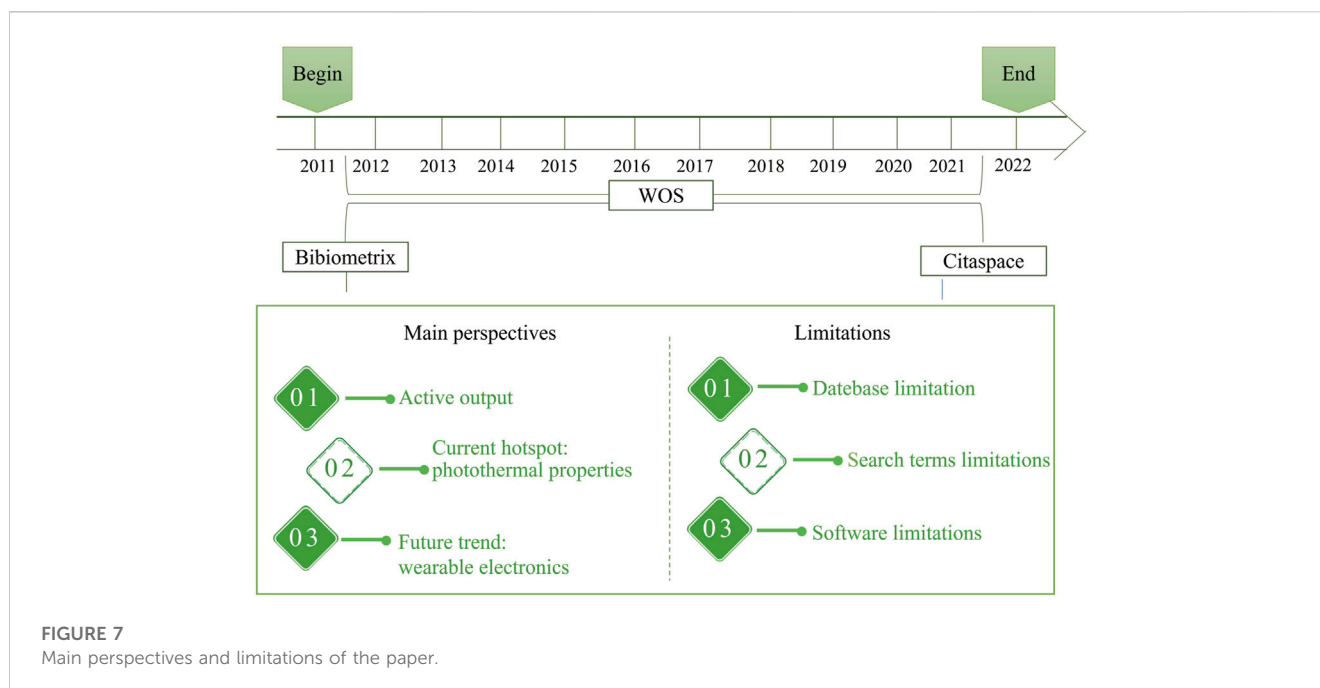 Begin
End
2011 2012 2013 2014 2015 2016 2017 2018 2019 2020 2021 2022
WOS
Bibiometrix
Citaspace
Main perspectives
01
Active output
02
Current hotspot:
photothermal properties
03
Future trend:
wearable electronics
Limitations
01
Datebase limitation
02
Search terms limitations
03
Software limitations
FIGURE 7
Main perspectives and limitations of the paper.